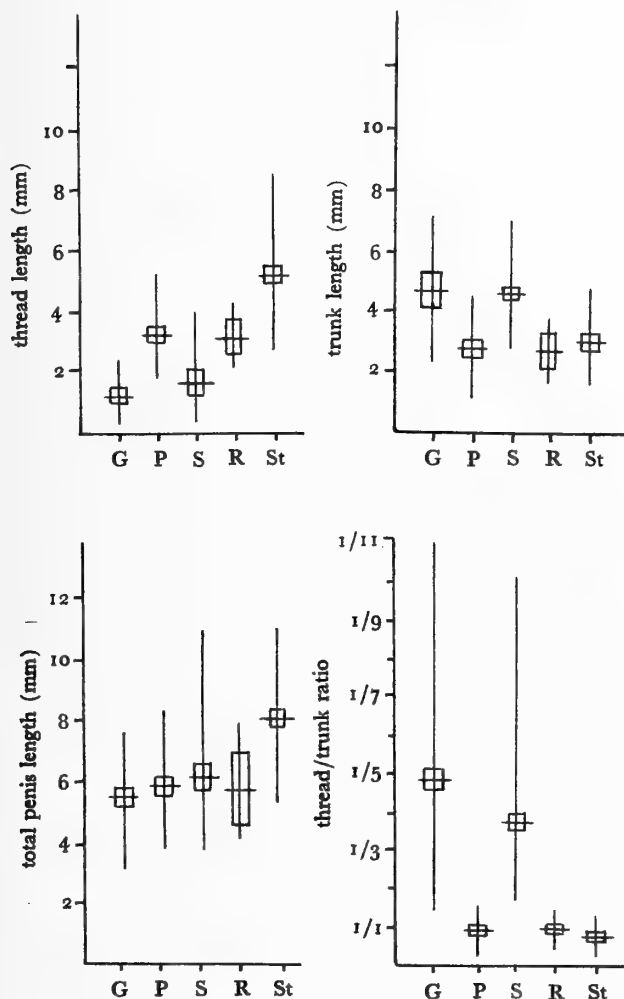 thread length (mm)
10
8
6
4
2
G P S R St
trunk length (mm)
10
8
6
4
2
G P S R St
total penis length (mm)
12
10
8
6
4
2
G P S R St
thread/trunk ratio
1/11
1/9
1/7
1/5
1/3
1/1
G P S R St